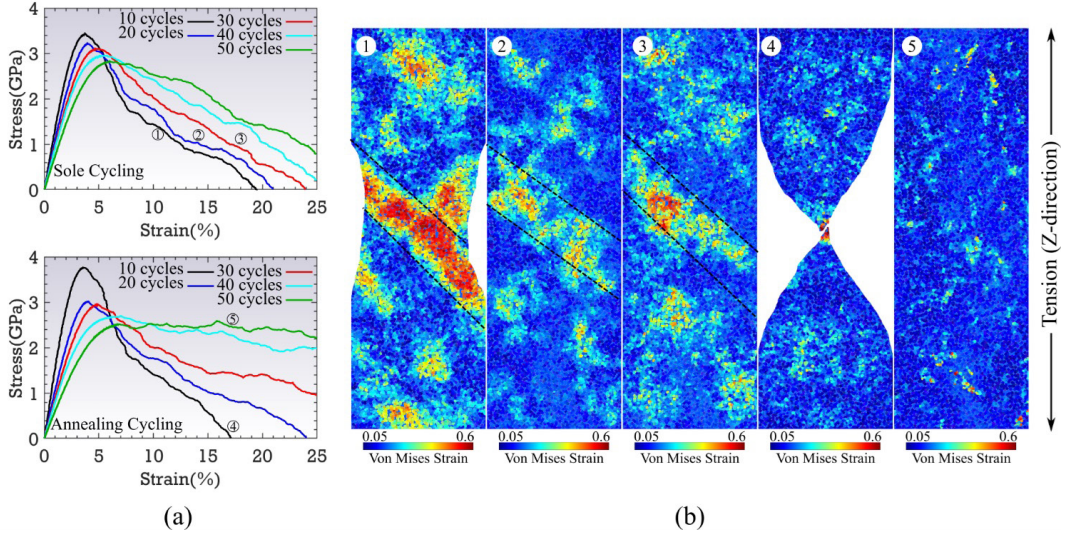 10 cycles 30 cycles
20 cycles 40 cycles
50 cycles
4
3
2
1
0
Stress(GPa)
① ② ③
Sole Cycling
0 5 10 15 20 25
Strain(%)
10 cycles 30 cycles
20 cycles 40 cycles
50 cycles
4
3
2
1
0
Stress(GPa)
⑤
④
Annealing Cycling
0 5 10 15 20 25
Strain(%)
(a)
1 2 3 4 5
Tension (Z-direction)
0.05 0.6 0.05 0.6 0.05 0.6 0.05 0.6 0.05 0.6
Von Mises Strain Von Mises Strain Von Mises Strain Von Mises Strain Von Mises Strain
(b)